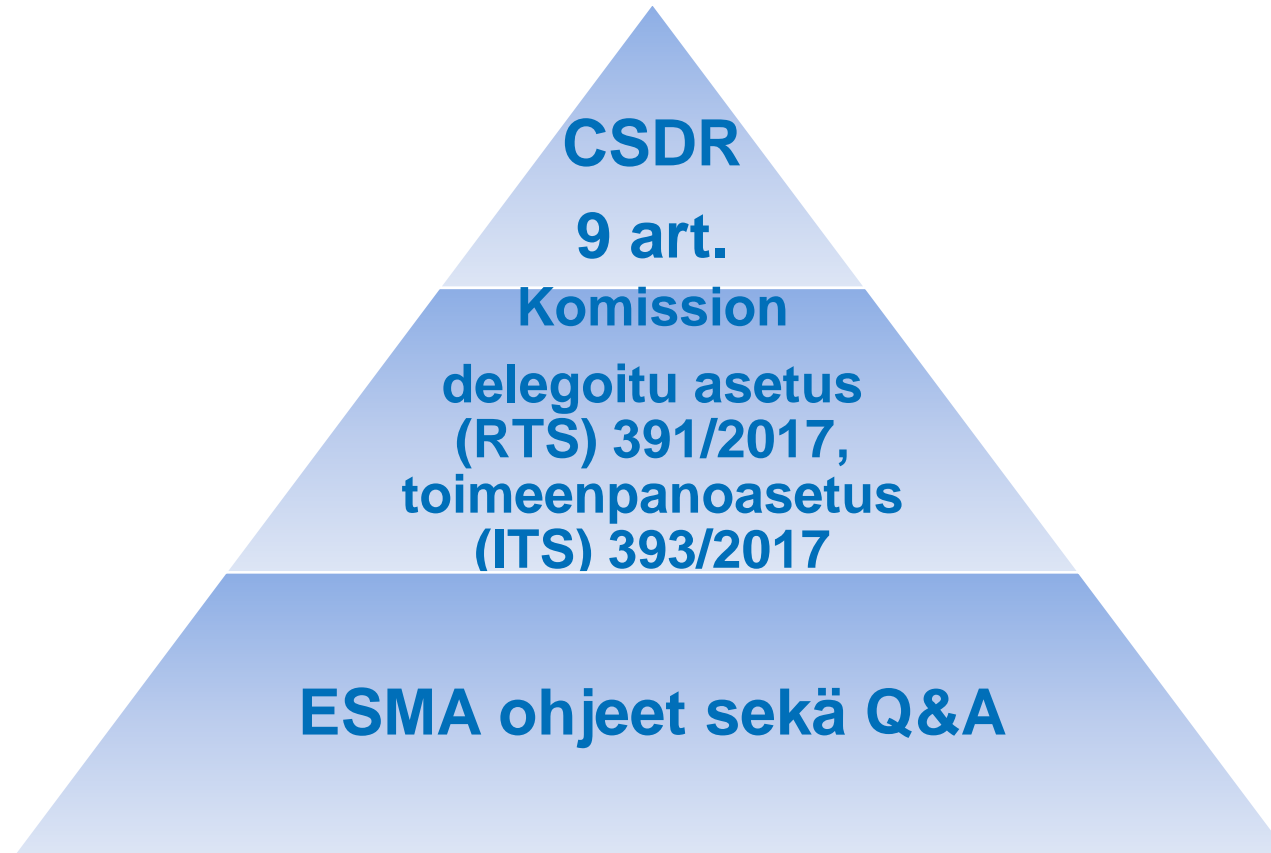 CSDR
9 art.
Komission
delegoitu asetus
(RTS) 391/2017,
toimeenpanoasetus
(ITS) 393/2017
ESMA ohjeet sekä Q&A